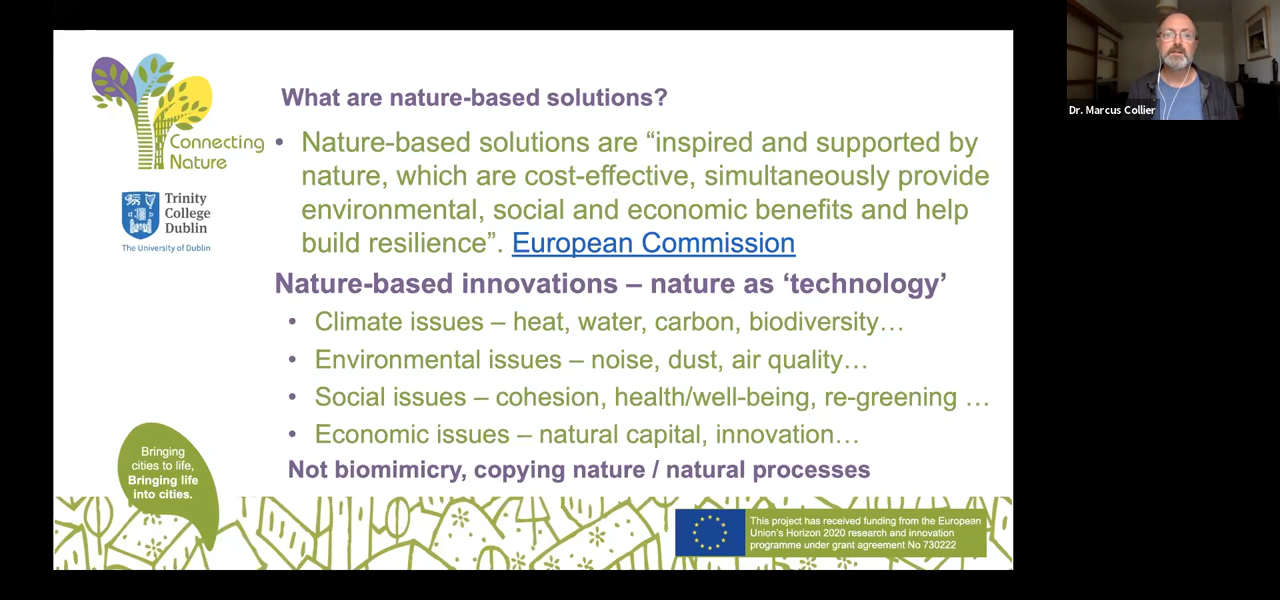 What are nature-based solutions?
Connecting
Nature
• Nature-based solutions are “inspired and supported by
nature, which are cost-effective, simultaneously provide
environmental, social and economic benefits and help
build resilience”. European Commission
Trinity
College
Dublin
The University of Dublin
Nature-based innovations – nature as ‘technology’
• Climate issues – heat, water, carbon, biodiversity…
• Environmental issues – noise, dust, air quality…
• Social issues – cohesion, health/well-being, re-greening …
• Economic issues – natural capital, innovation…
Not biomimicry, copying nature / natural processes
Bringing
cities to life,
Bringing life
into cities.
This project has received funding from the European
Union's Horizon 2020 research and innovation
programme under grant agreement No 730222
Dr. Marcus Collier